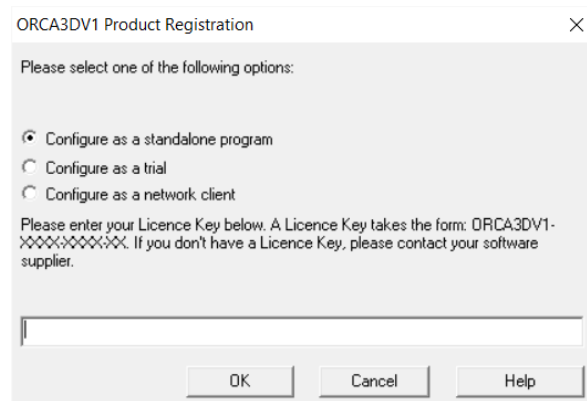 ORCA3DV1 Product Registration
Please select one of the following options:
Configure as a standalone program
Configure as a trial
Configure as a network client
Please enter your Licence Key below. A Licence Key takes the form: ORCA3DV1-
XXXX-XXXX-XX. If you don't have a Licence Key, please contact your software
supplier.
OK
Cancel
Help